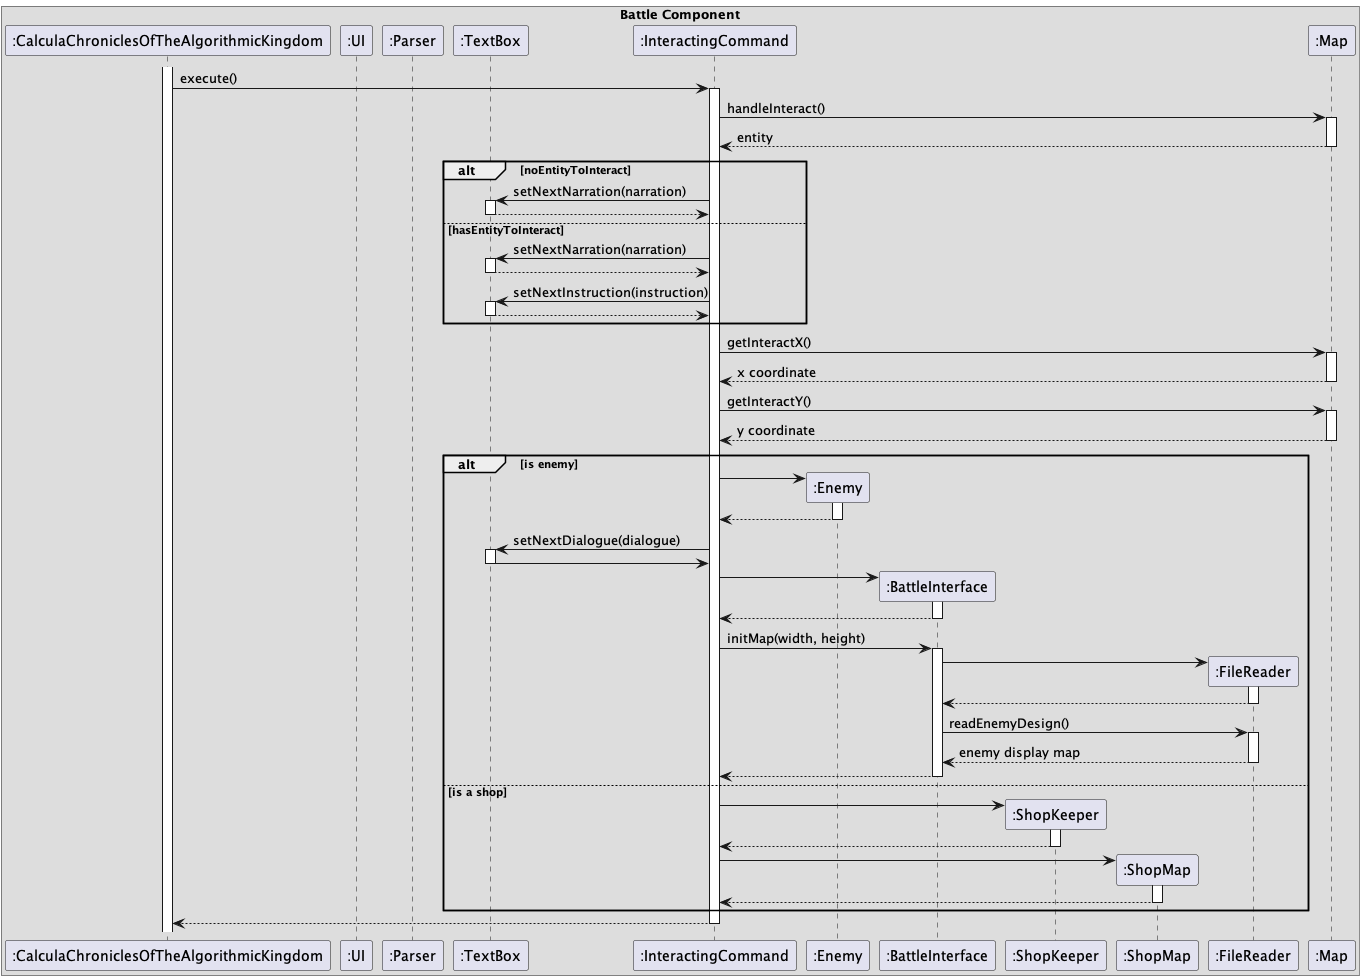 Battle Component
:CalculaChroniclesOfTheAlgorithmicKingdom :UI :Parser :TextBox :InteractingCommand :Map
execute()
handleInteract()
entity
alt [noEntityToInteract]
setNextNarration(narration)
[hasEntityToInteract]
setNextNarration(narration)
setNextInstruction(instruction)
getInteractX()
x coordinate
getInteractY()
y coordinate
alt [is enemy]
:Enemy
setNextDialogue(dialogue)
:BattleInterface
initMap(width, height)
:FileReader
readEnemyDesign()
enemy display map
[is a shop]
:ShopKeeper
:ShopMap
:CalculaChroniclesOfTheAlgorithmicKingdom :UI :Parser :TextBox :InteractingCommand :Enemy :BattleInterface :ShopKeeper :ShopMap :FileReader :Map